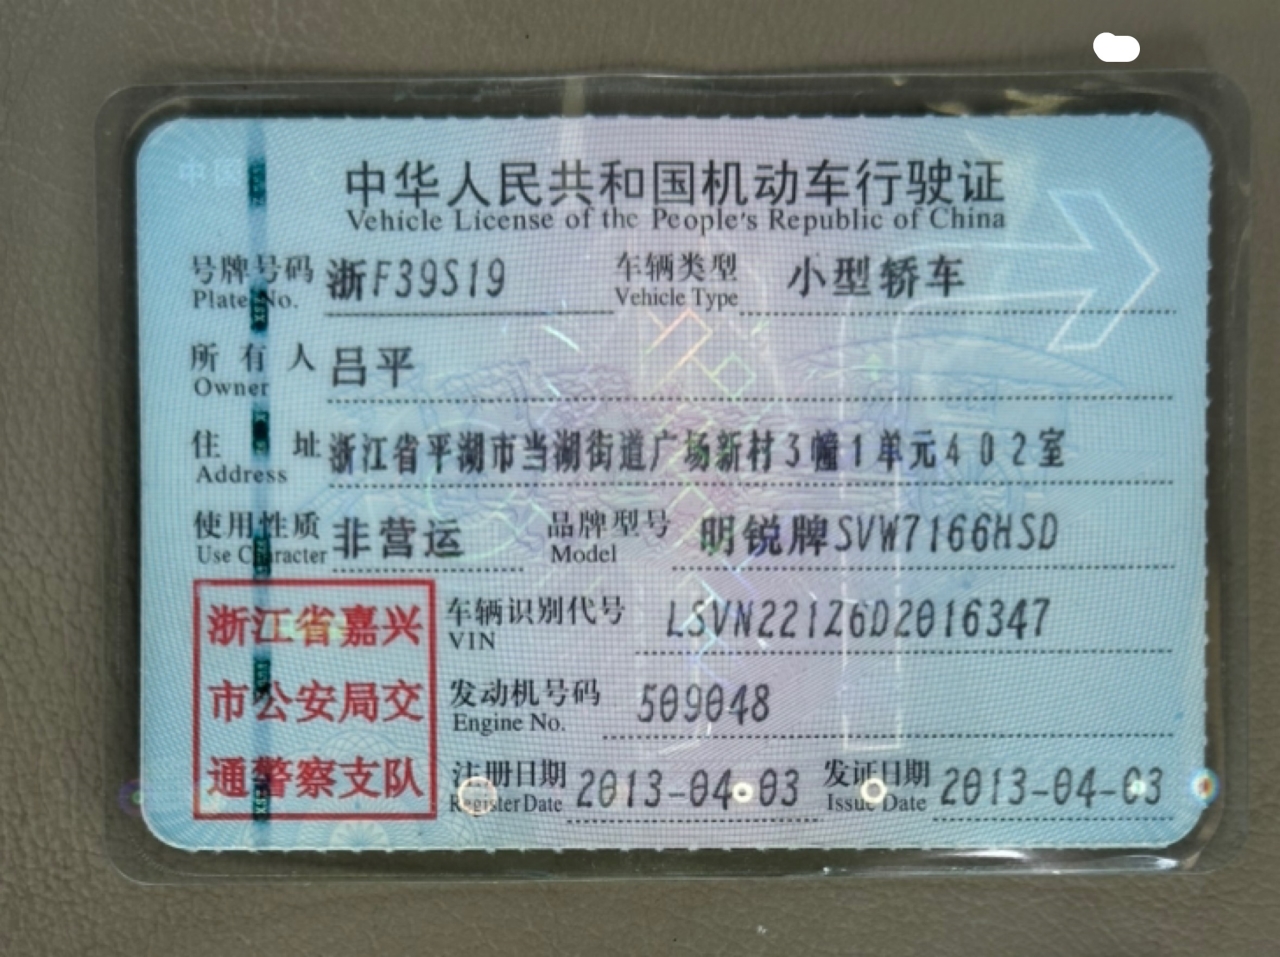 中华人民共和国机动车行驶证
Vehicle License of the People's Republic of China
号牌号码 浙F39S19 车辆类型 小型轿车
Plate No. Vehicle Type
所有人 吕平
Owner
住址 浙江省平湖市当湖街道广场新村3幢1单元402室
Address
使用性质 非营运 品牌型号 明锐牌SVW7166HSD
Use Character Model
浙江省嘉兴
市公安局交
通警察支队
车辆识别代号 LSVN221Z6D2016347
VIN
发动机号码 509048
Engine No.
注册日期 2013-04-03 发证日期 2013-04-03
Register Date Issue Date